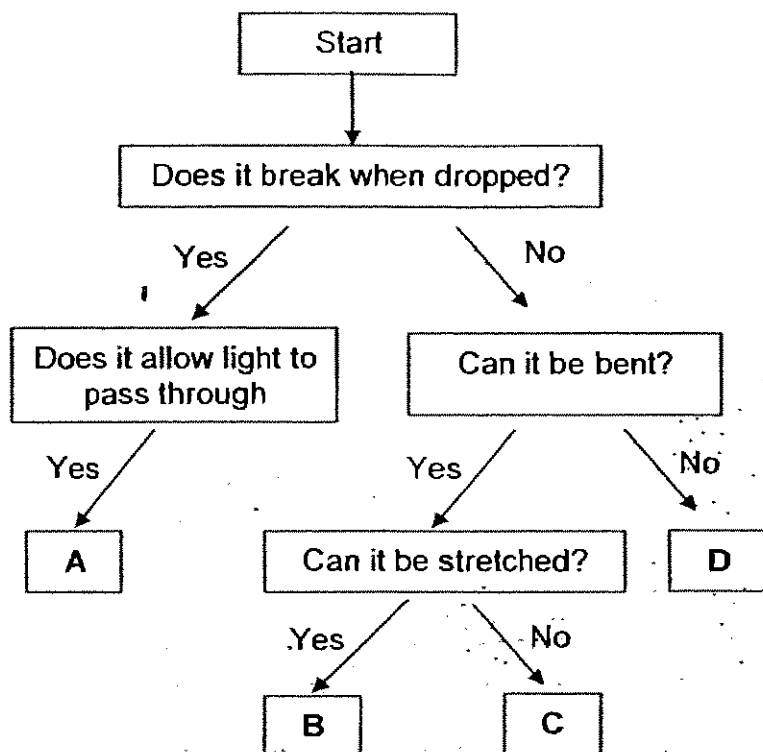 Start
Does it break when dropped?
Yes
No
Does it allow light to
pass through
Can it be bent?
Yes
Yes
No
A
Can it be stretched?
D
Yes
No
B
C